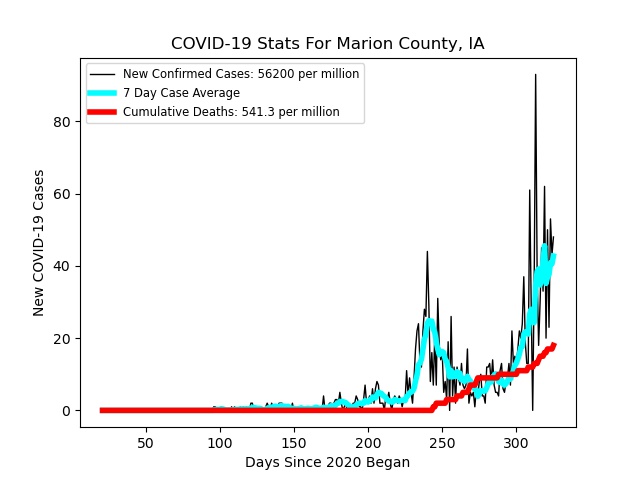 COVID-19 Stats For Marion County, IA
New Confirmed Cases: 56200 per million
7 Day Case Average
Cumulative Deaths: 541.3 per million
New COVID-19 Cases
80
60
40
20
0
50 100 150 200 250 300
Days Since 2020 Began